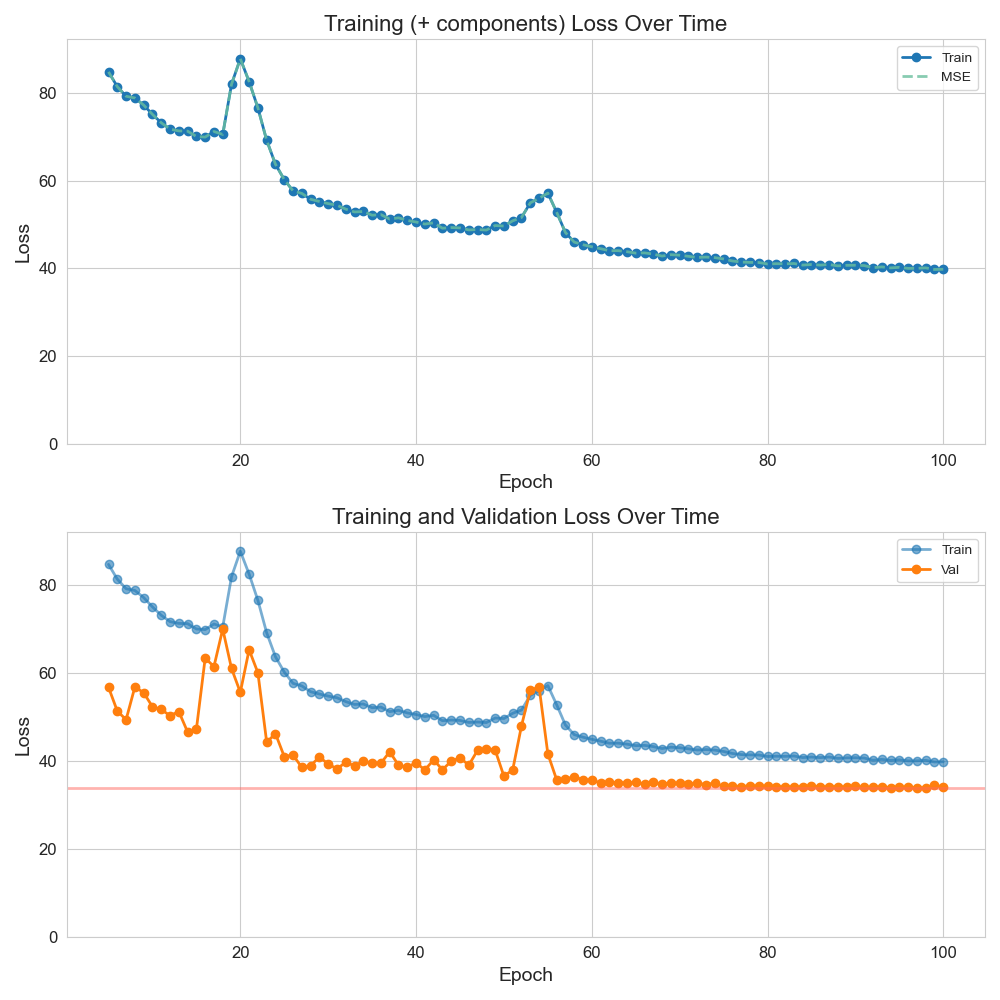 Training (+ components) Loss Over Time
Train
MSE
Loss
80
60
40
20
0
20 40 60 80 100
Epoch
Training and Validation Loss Over Time
Train
Val
Loss
80
60
40
20
0
20 40 60 80 100
Epoch